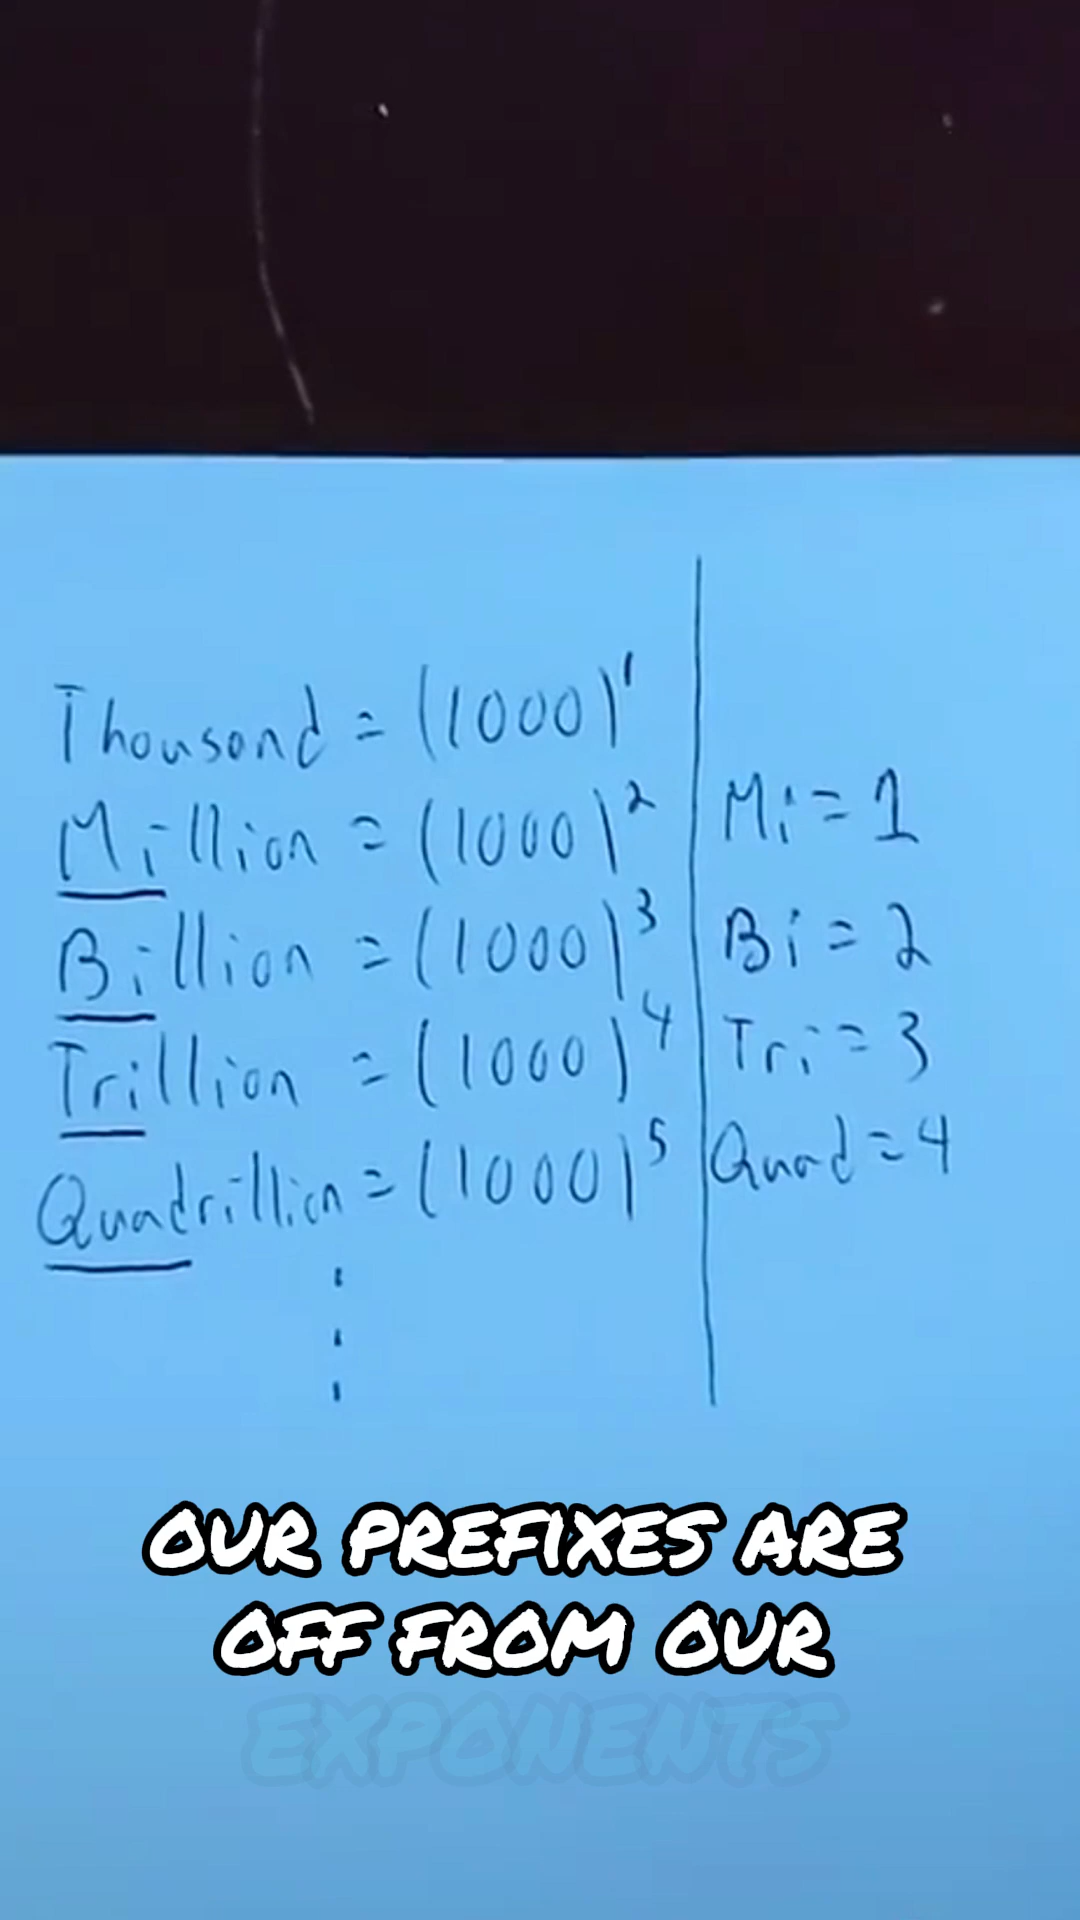 Thousand = (1000)¹
Million = (1000)²
Billion = (1000)³
Trillion = (1000)⁴
Quadrillion = (1000)⁵
Mi = 1
Bi = 2
Tri = 3
Quad = 4
OUR PREFIXES ARE
OFF FROM OUR
EXPONENTS